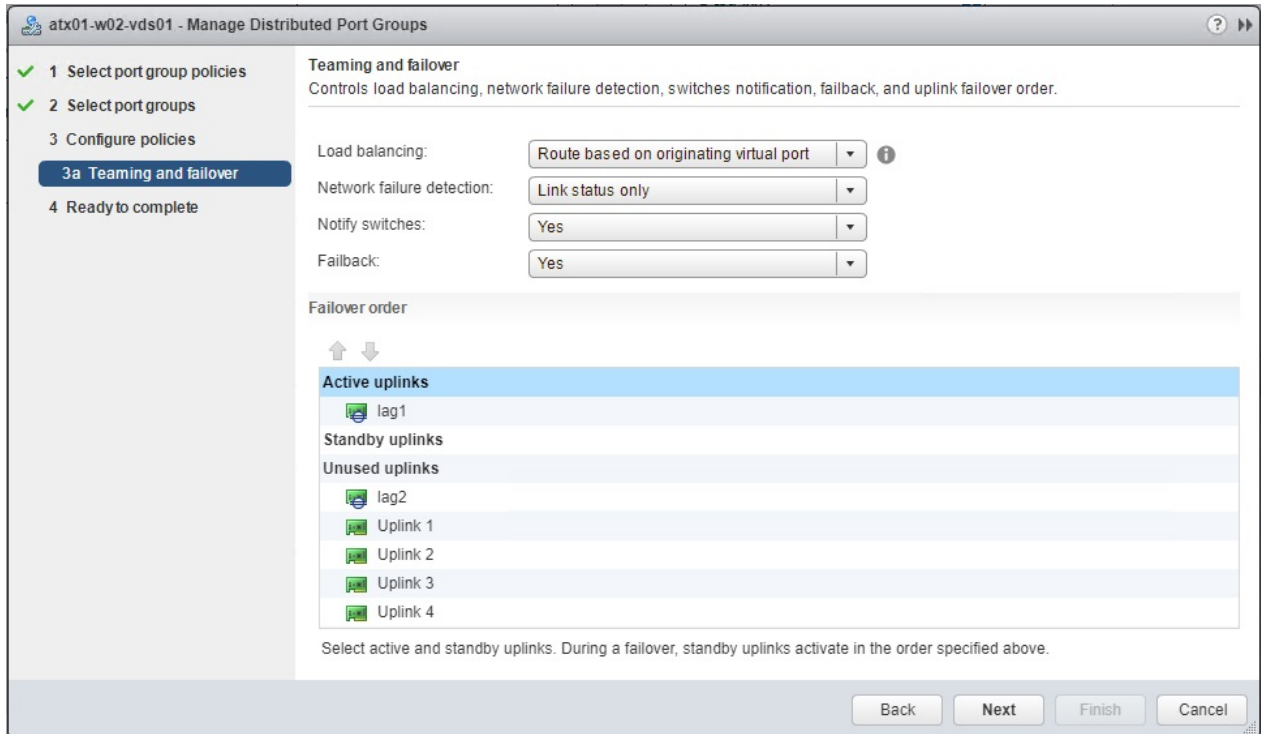 atx01-w02-vds01 - Manage Distributed Port Groups
1 Select port group policies
2 Select port groups
3 Configure policies
3a Teaming and failover
4 Ready to complete
Teaming and failover
Controls load balancing, network failure detection, switches notification, failback, and uplink failover order.
Load balancing: Route based on originating virtual port
Network failure detection: Link status only
Notify switches: Yes
Failback: Yes
Failover order
Active uplinks
lag1
Standby uplinks
Unused uplinks
lag2
Uplink 1
Uplink 2
Uplink 3
Uplink 4
Select active and standby uplinks. During a failover, standby uplinks activate in the order specified above.
Back Next Finish Cancel